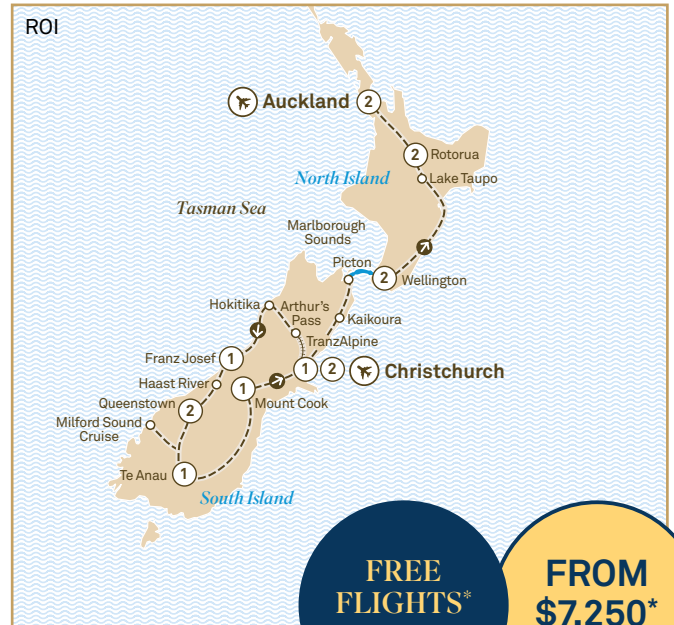 ROI
Auckland 2
2 Rotorua
Lake Taupo
North Island
Tasman Sea
Marlborough
Sounds
Picton
2 Wellington
Hokitika
Arthur's
Pass
Kaikoura
TranzAlpine
Franz Josef 1
1 2 Christchurch
Haast River
1
Mount Cook
Queenstown
2
Milford Sound
Cruise
Te Anau 1
South Island
FREE
FLIGHTS*
FROM
$7,250*